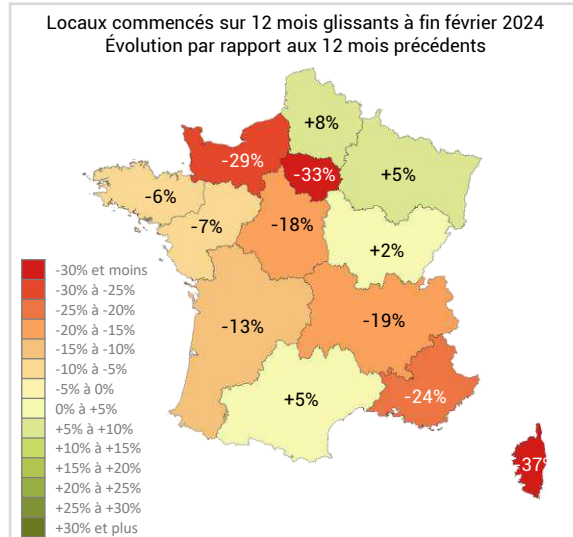 Locaux commencés sur 12 mois glissants à fin février 2024
Évolution par rapport aux 12 mois précédents
+8%
-29%
-33%
+5%
-6%
-7%
-18%
+2%
-13%
-19%
+5%
-24%
-37%
-30% et moins
-30% à -25%
-25% à -20%
-20% à -15%
-15% à -10%
-10% à -5%
-5% à 0%
0% à +5%
+5% à +10%
+10% à +15%
+15% à +20%
+20% à +25%
+25% à +30%
+30% et plus